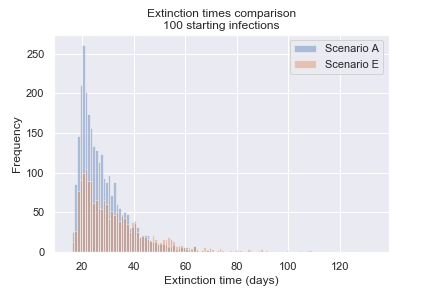 Extinction times comparison
100 starting infections
Scenario A
Scenario E
250
200
150
100
50
0
Frequency
20 40 60 80 100 120
Extinction time (days)